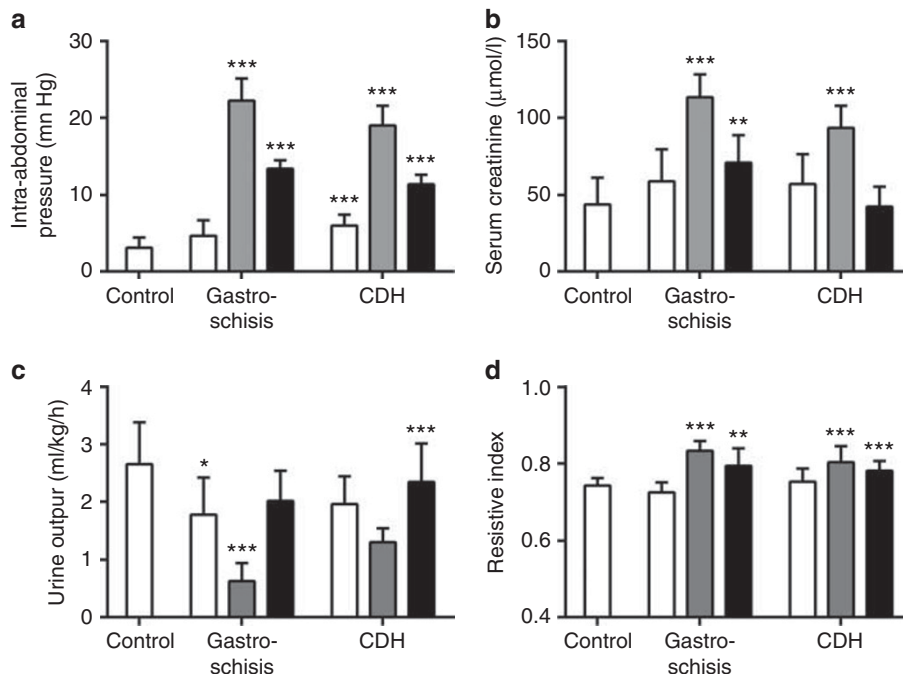 a
Intra-abdominal
pressure (mn Hg)
30
20
10
0
***
***
***
***
***
Control
Gastro-
schisis
CDH
b
Serum creatinine (μmol/l)
150
100
50
0
***
**
***
Control
Gastro-
schisis
CDH
c
Urine outpur (ml/kg/h)
4
3
2
1
0
*
***
***
Control
Gastro-
schisis
CDH
d
Resistive index
1.0
0.8
0.6
0.4
***
**
***
***
Control
Gastro-
schisis
CDH